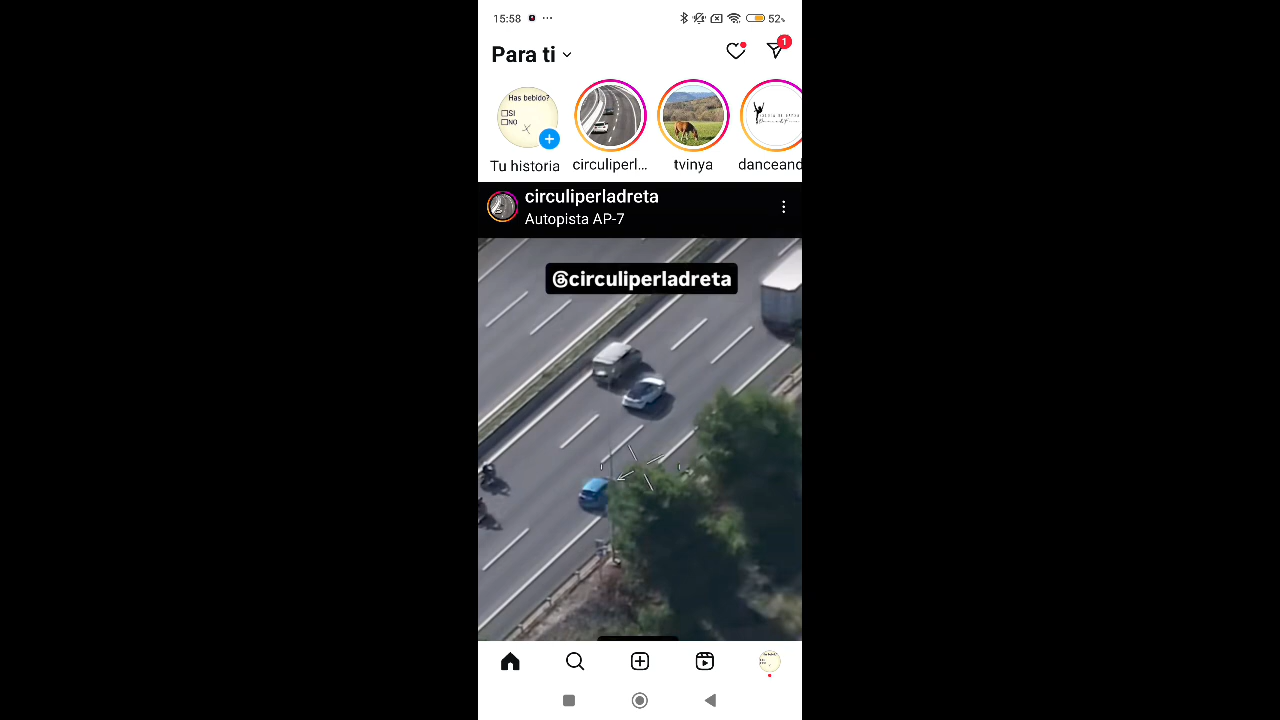 15:58
52%
Para ti
1
Has bebido?
SI
NO
Tu historia
circuliperl...
tvinya
danceand
circuliperladreta
Autopista AP-7
@circuliperladreta